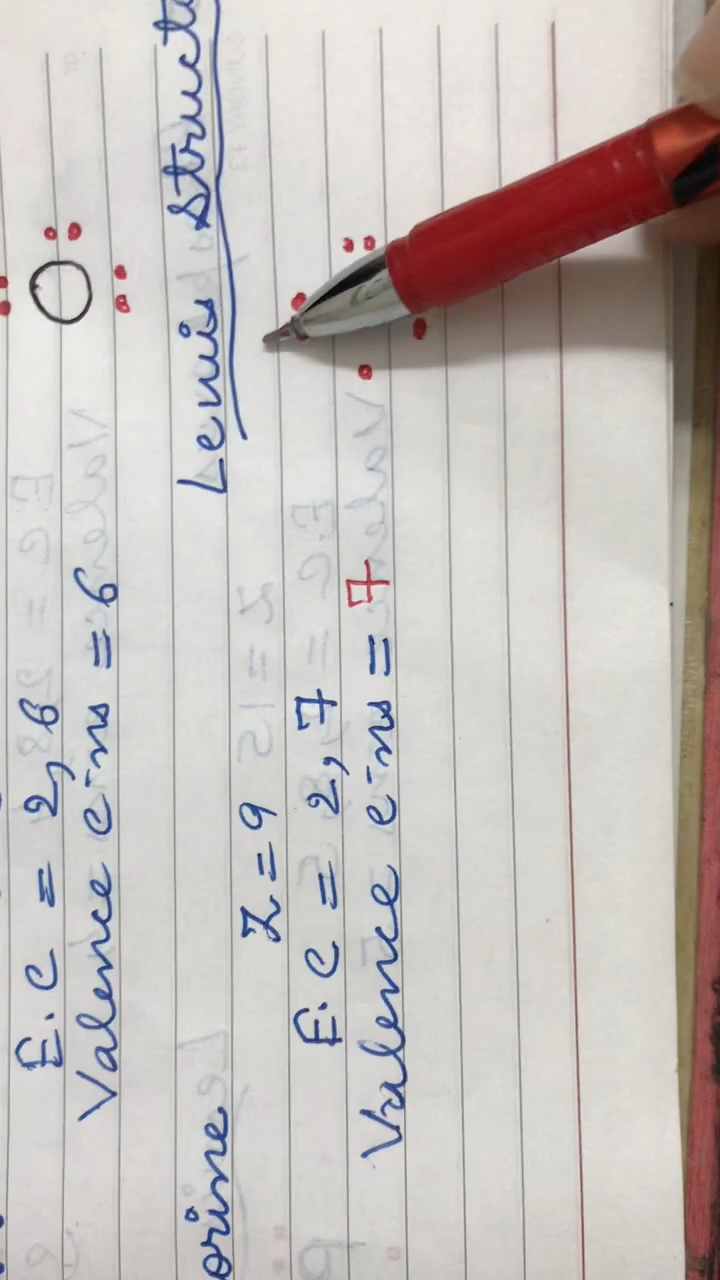 E.C = 2,6
Valence e⁻ns = 6
orine Lewis Structu
Z = 9
E.C = 2,7
Valence e⁻ns = 7